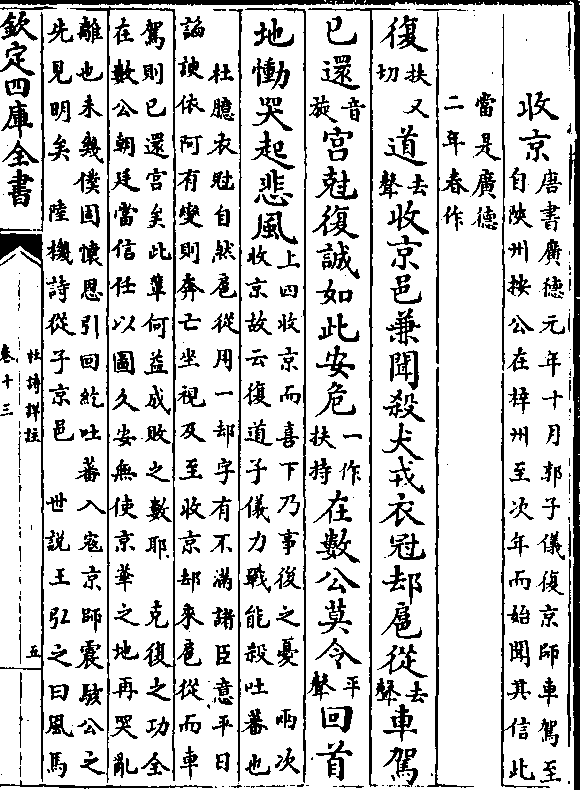 收京唐書廣德元年十月郭子儀復京師車駕至
自陜州按公在梓州至次年而始聞其信此
當是廣德
二年春作
復扶又切道去聲收京邑兼聞殺犬戎衣冠却扈從去聲車駕
已還音旋宮尅復誠如此安危一作扶持在數公莫令平聲回首
地慟哭起悲風上四收京而喜下乃事後之憂 兩次
收京故云復道子儀力戰能殺吐蕃也
杜臆衣冠自然扈從用一却字有不滿諸臣意平日
諂諛依阿有變則奔亡坐視及至收京却來扈從而車
駕則已還宮矣此輩何益成敗之數耶 克復之功全
在數公朝廷當信任以圖久安無使京華之地再哭亂
離也未幾僕固懷恩引回紇吐蕃入寇京師震駭公之
先見明矣 陸機詩從子京邑 世說王弘之曰風馬
欽定四庫全書
杜詩詳註
卷十三
五